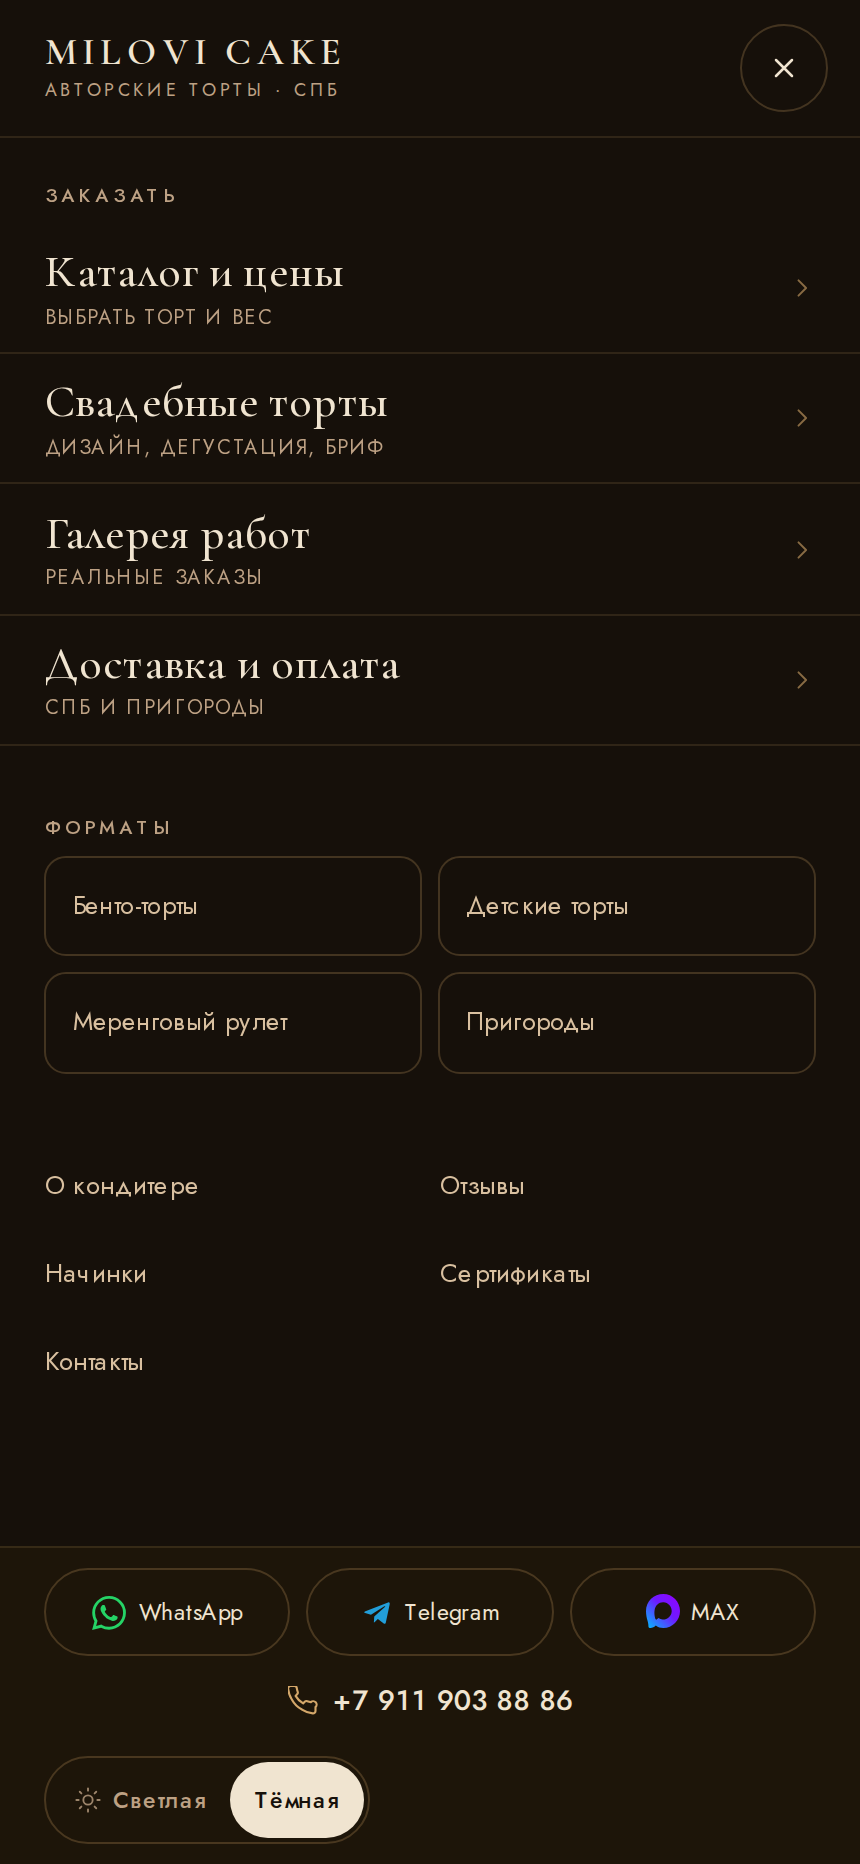 MILOVI CAKE
АВТОРСКИЕ ТОРТЫ · СПБ
ЗАКАЗАТЬ
Каталог и цены
ВЫБРАТЬ ТОРТ И ВЕС
Свадебные торты
ДИЗАЙН, ДЕГУСТАЦИЯ, БРИФ
Галерея работ
РЕАЛЬНЫЕ ЗАКАЗЫ
Доставка и оплата
СПБ И ПРИГОРОДЫ
ФОРМАТЫ
Бенто-торты
Детские торты
Меренговый рулет
Пригороды
О кондитере
Отзывы
Начинки
Сертификаты
Контакты
WhatsApp
Telegram
MAX
+7 911 903 88 86
Светлая
Тёмная